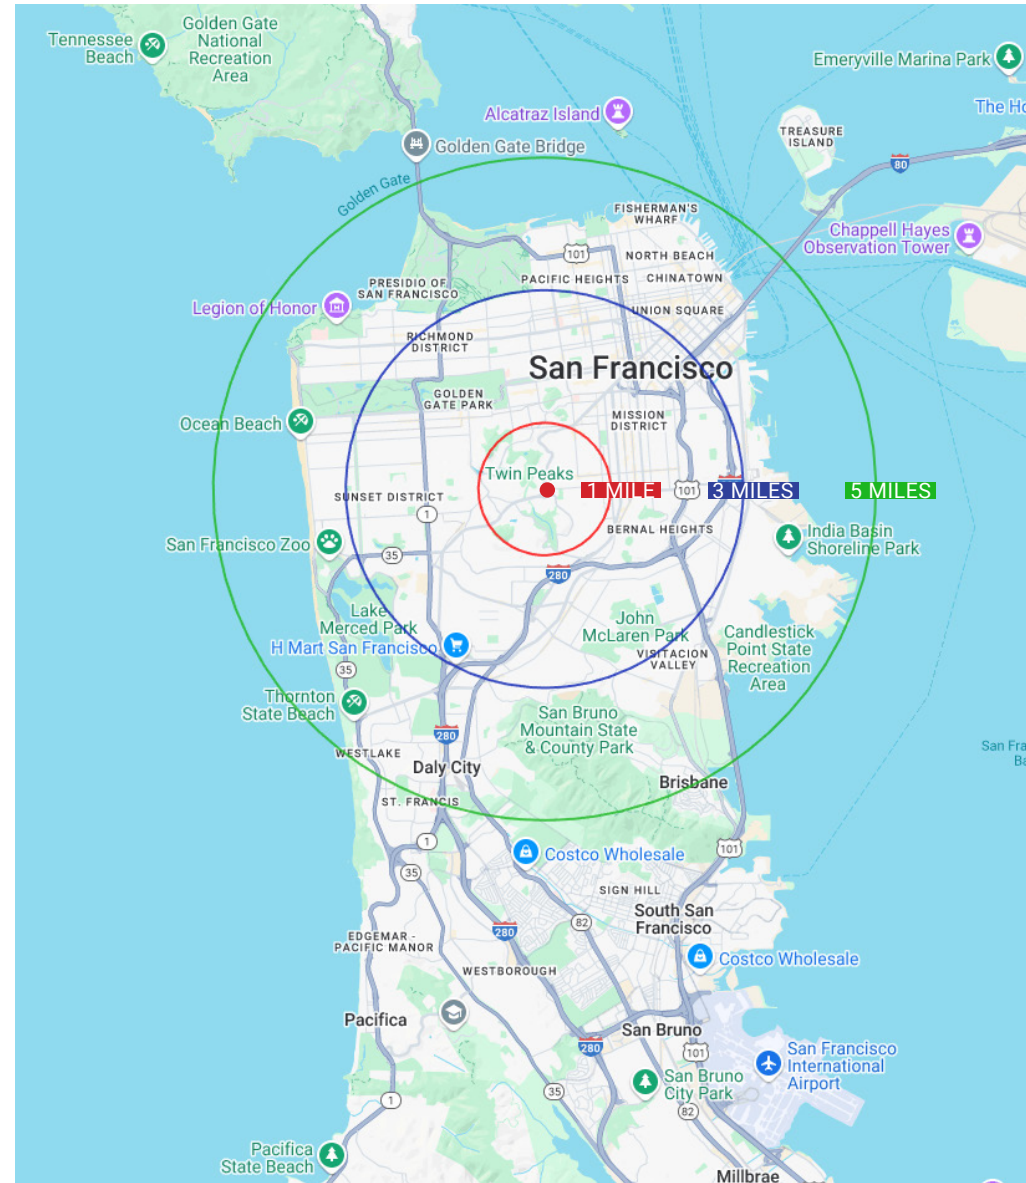 Golden Gate
National
Recreation
Area
Tennessee
Beach
Emeryville Marina Park
The Ho
Alcatraz Island
TREASURE
ISLAND
Golden Gate Bridge
80
Golden Gate
FISHERMAN'S
WHARF
Chappell Hayes
Observation Tower
101
NORTH BEACH
PRESIDIO OF
SAN FRANCISCO
PACIFIC HEIGHTS
CHINATOWN
Legion of Honor
UNION SQUARE
RICHMOND
DISTRICT
San Francisco
GOLDEN
GATE PARK
MISSION
DISTRICT
Ocean Beach
Twin Peaks
SUNSET DISTRICT
1 MILE
101
3 MILES
5 MILES
1
BERNAL HEIGHTS
India Basin
Shoreline Park
San Francisco Zoo
35
280
Lake
Merced Park
John
McLaren Park
Candlestick
Point State
Recreation
Area
H Mart San Francisco
VISITACION
VALLEY
35
Thornton
State Beach
San Bruno
Mountain State
& County Park
280
San Fra
Ba
WESTLAKE
Daly City
Brisbane
ST. FRANCIS
1
101
Costco Wholesale
35
SIGN HILL
South San
Francisco
82
280
EDGEMAR -
PACIFIC MANOR
Costco Wholesale
WESTBOROUGH
Pacifica
San Bruno
280
101
San Francisco
International
Airport
San Bruno
City Park
35
1
82
Pacifica
State Beach
Millbrae